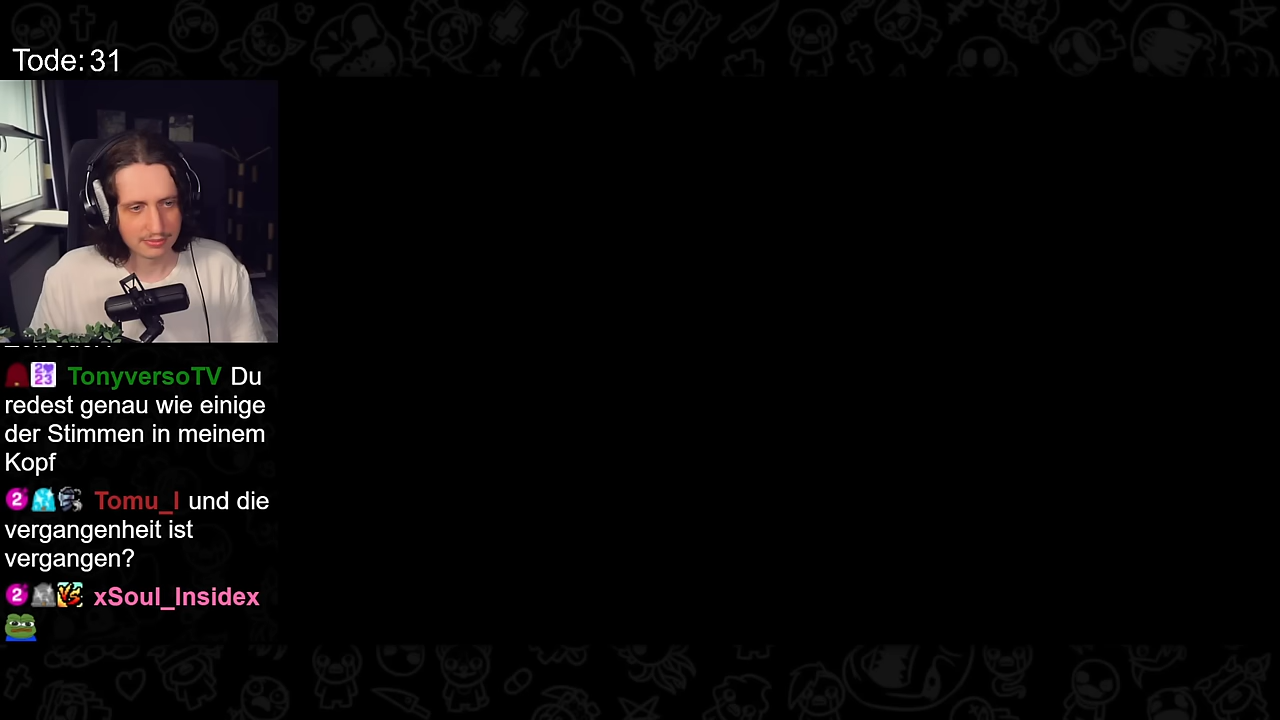 Tode: 31
TonyversoTV Du
redest genau wie einige
der Stimmen in meinem
Kopf
Tomu_I und die
vergangenheit ist
vergangen?
xSoul_Insidex